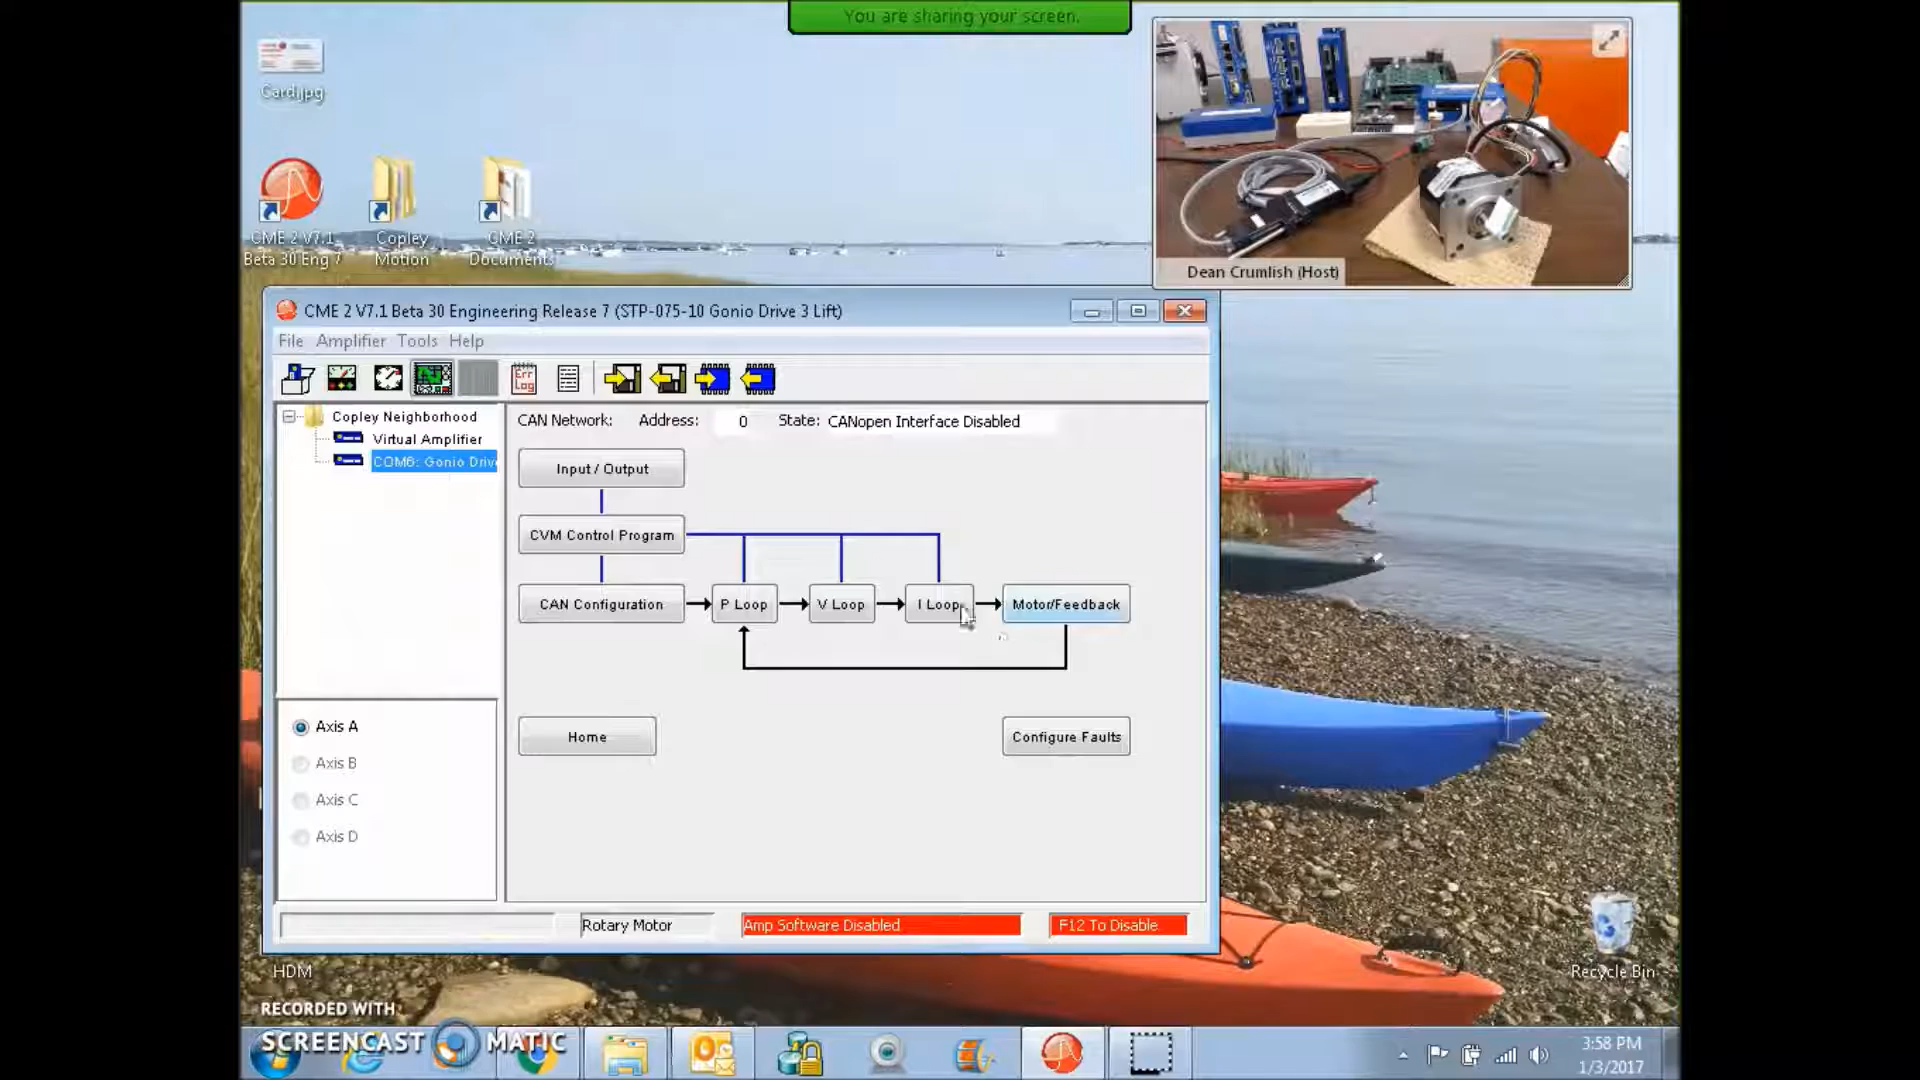 You are sharing your screen.
Card.jpg
CME 2 V7.1
Beta 30 Eng 7
Copley
Motion
CME 2
Documents
Dean Crumlish (Host)
CME 2 V7.1 Beta 30 Engineering Release 7 (STP-075-10 Gonio Drive 3 Lift)
File Amplifier Tools Help
Err
Log
Copley Neighborhood
Virtual Amplifier
COM6: Gonio Driv
CAN Network: Address: 0 State: CANopen Interface Disabled
Input / Output
CVM Control Program
CAN Configuration
P Loop
V Loop
I Loop
Motor/Feedback
Home
Configure Faults
Axis A
Axis B
Axis C
Axis D
Rotary Motor
Amp Software Disabled
F12 To Disable
HDM
Recycle Bin
RECORDED WITH
SCREENCAST MATIC
3:58 PM
1/3/2017